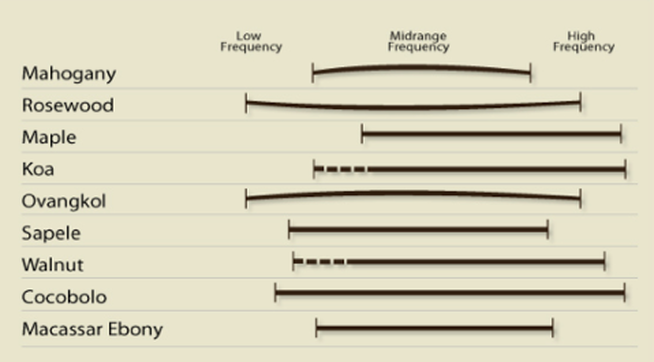 Low
Frequency
Midrange
Frequency
High
Frequency
Mahogany
Rosewood
Maple
Koa
Ovangkol
Sapele
Walnut
Cocobolo
Macassar Ebony